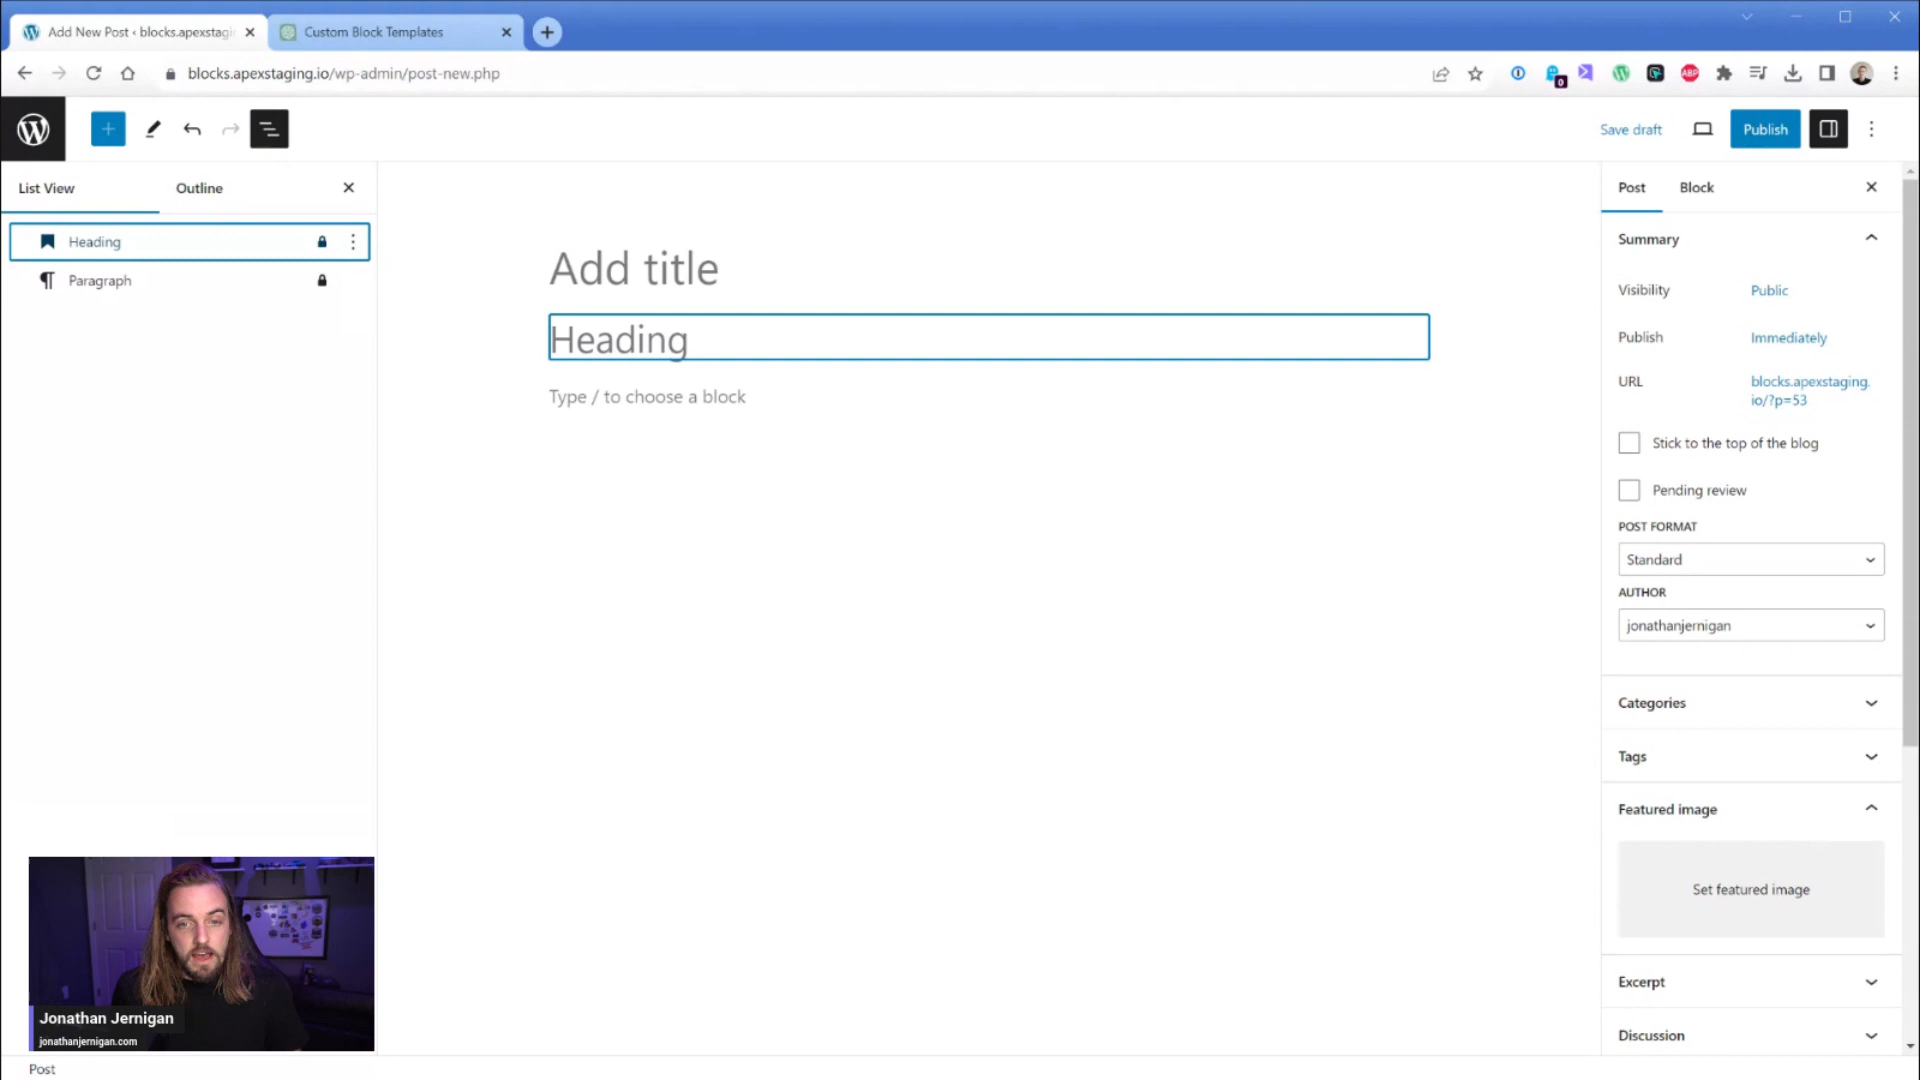 Add New Post ‹ blocks.apexstagi
Custom Block Templates
blocks.apexstaging.io/wp-admin/post-new.php
0
ABP
Save draft
Publish
List View
Outline
Post
Block
Heading
Paragraph
Add title
Heading
Type / to choose a block
Summary
Visibility
Public
Publish
Immediately
URL
blocks.apexstaging.
io/?p=53
Stick to the top of the blog
Pending review
POST FORMAT
Standard
AUTHOR
jonathanjernigan
Categories
Tags
Featured image
Set featured image
Excerpt
Discussion
Jonathan Jernigan
jonathanjernigan.com
Post